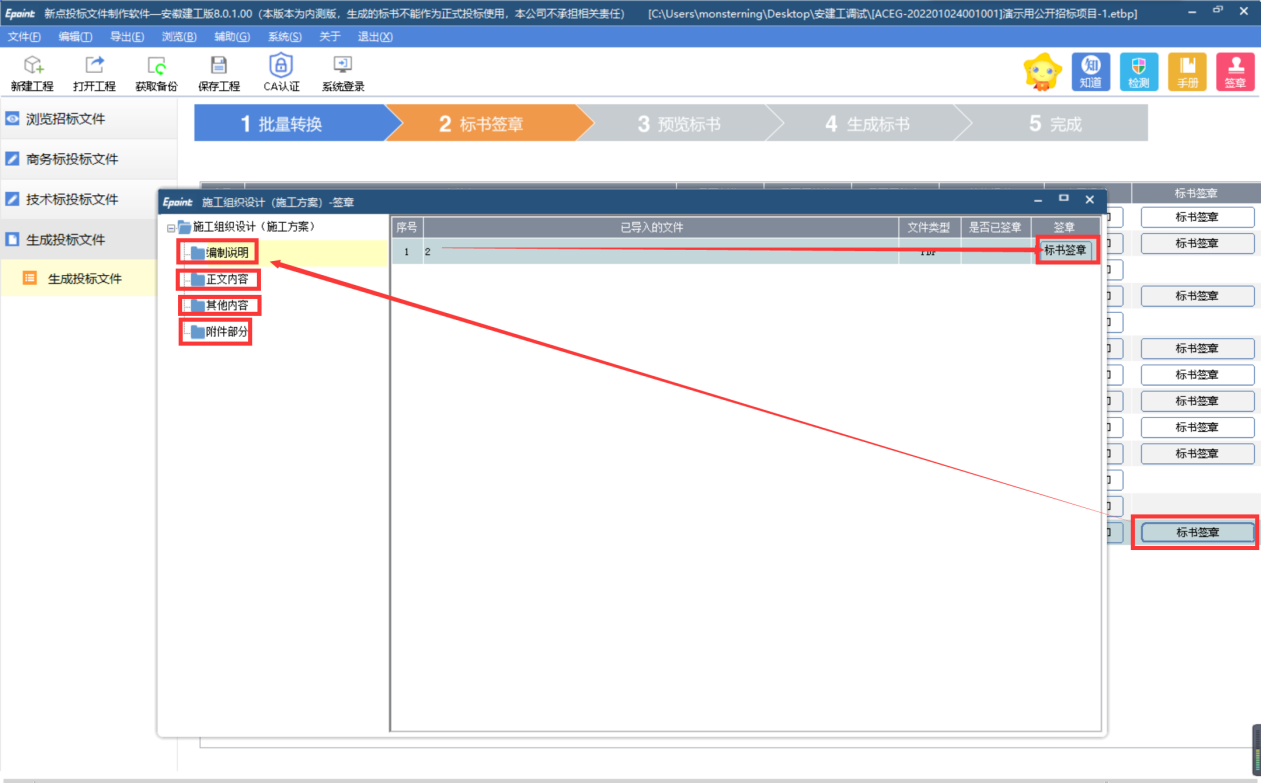 Epoint 新点投标文件制作软件—安徽建工版8.0.1.00（本版本为内测版，生成的标书不能作为正式投标使用，本公司不承担相关责任） [C:\Users\monsterning\Desktop\安建工调试\[ACEG-202201024001001]演示用公开招标项目-1.etbp]
文件(F) 编辑(T) 导出(E) 浏览(B) 辅助(G) 系统(S) 关于 退出(X)
新建工程 打开工程 获取备份 保存工程 CA认证 系统登录 知道 检测 手册 签章
浏览招标文件
商务标投标文件
技术标投标文件
生成投标文件
生成投标文件
1 批量转换 2 标书签章 3 预览标书 4 生成标书 5 完成
Epoint 施工组织设计（施工方案）-签章
施工组织设计（施工方案）
编制说明
正文内容
其他内容
附件部分
序号 已导入的文件 文件类型 是否已签章 签章
1 2 标书签章
标书签章
标书签章
标书签章
标书签章
标书签章
标书签章
标书签章
标书签章
标书签章
标书签章